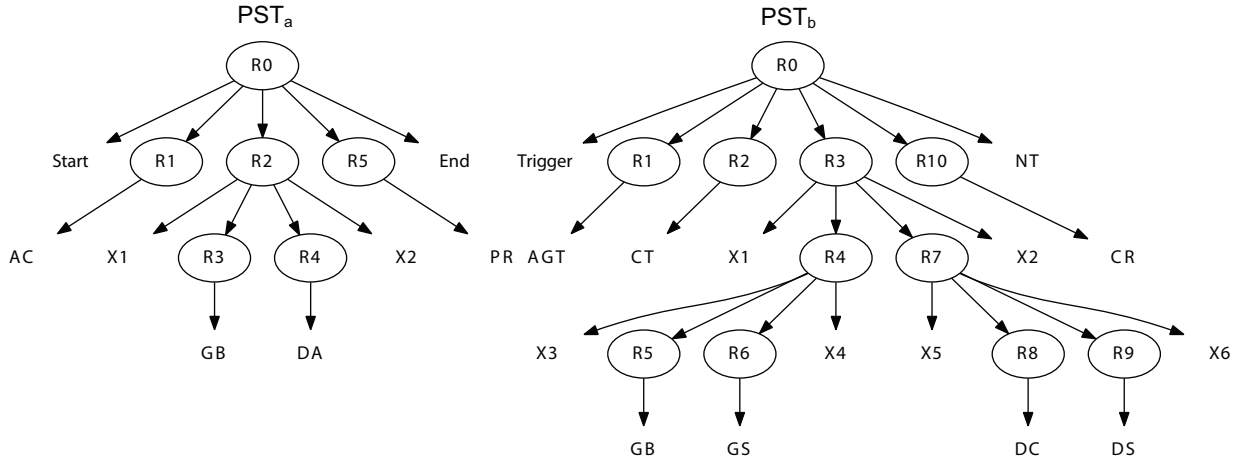 PSTa PSTb
R0 R0
Start R1 R2 R5 End Trigger R1 R2 R3 R10 NT
AC X1 R3 R4 X2 PR AGT CT X1 R4 R7 X2 CR
GB DA X3 R5 R6 X4 X5 R8 R9 X6
GB GS DC DS